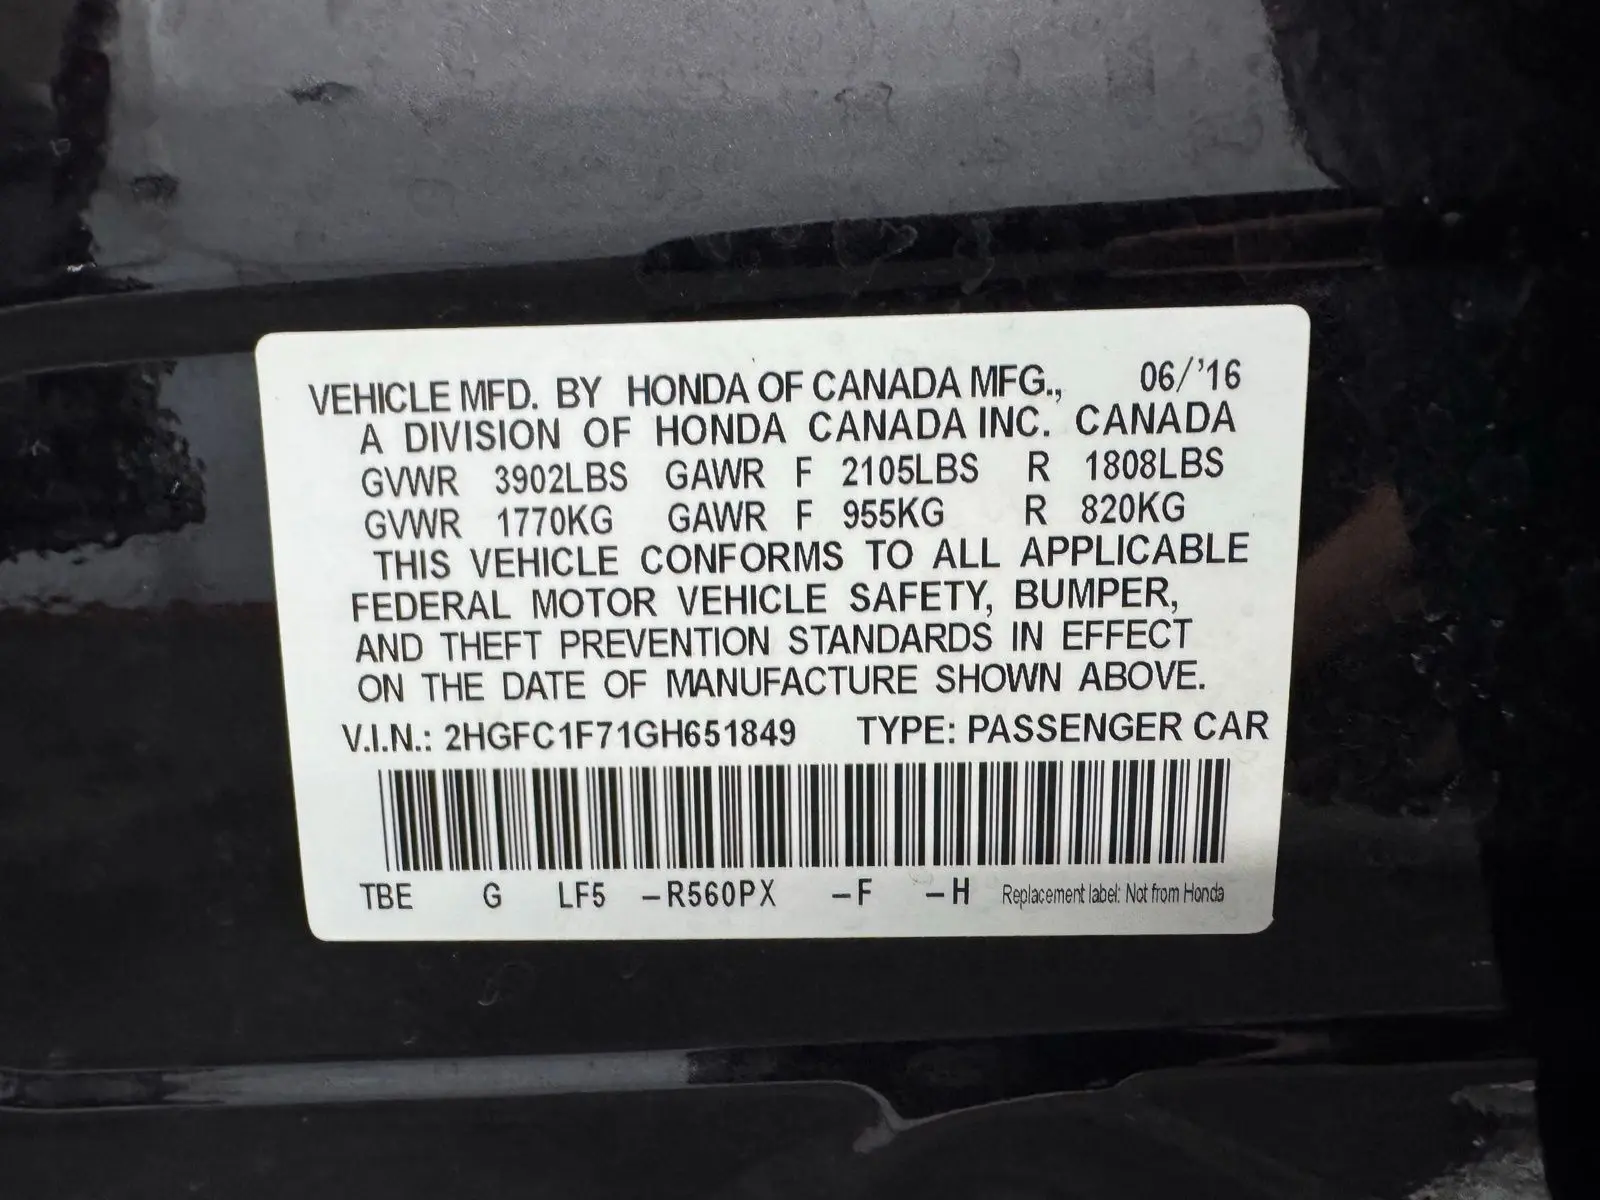 VEHICLE MFD. BY HONDA OF CANADA MFG., 06/'16
A DIVISION OF HONDA CANADA INC. CANADA
GVWR 3902LBS GAWR F 2105LBS R 1808LBS
GVWR 1770KG GAWR F 955KG R 820KG
THIS VEHICLE CONFORMS TO ALL APPLICABLE
FEDERAL MOTOR VEHICLE SAFETY, BUMPER,
AND THEFT PREVENTION STANDARDS IN EFFECT
ON THE DATE OF MANUFACTURE SHOWN ABOVE.
V.I.N.: 2HGFC1F71GH651849 TYPE: PASSENGER CAR
TBE G LF5 -R560PX -F -H Replacement label: Not from Honda